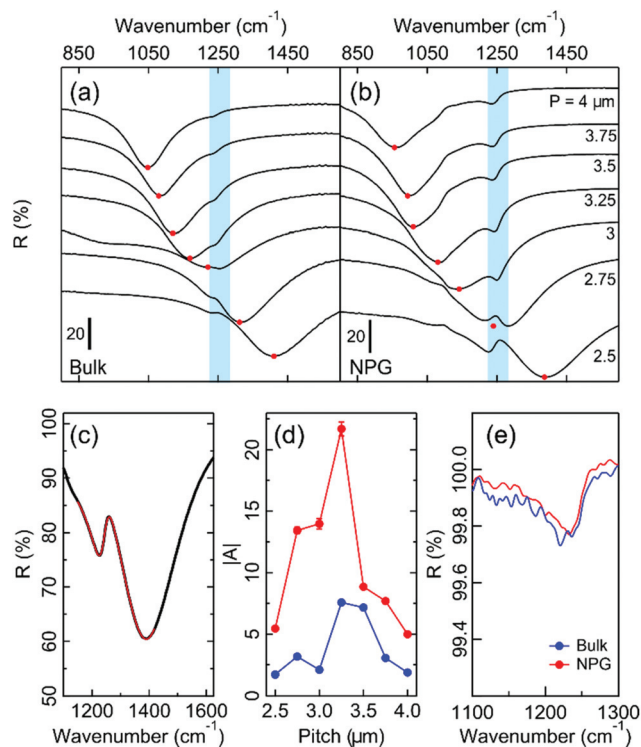 Wavenumber (cm⁻¹) Wavenumber (cm⁻¹)
850 1050 1250 1450 850 1050 1250 1450
(a) (b)
P = 4 μm
3.75
3.5
3.25
3
2.75
2.5
R (%)
20 20
Bulk NPG
(c) (d) (e)
R (%)
100
90
80
70
60
50
1200 1400 1600
Wavenumber (cm⁻¹)
|A|
20
15
10
5
0
2.5 3.0 3.5 4.0
Pitch (μm)
R (%)
100.0
99.8
99.6
99.4
Bulk
NPG
1100 1200 1300
Wavenumber (cm⁻¹)